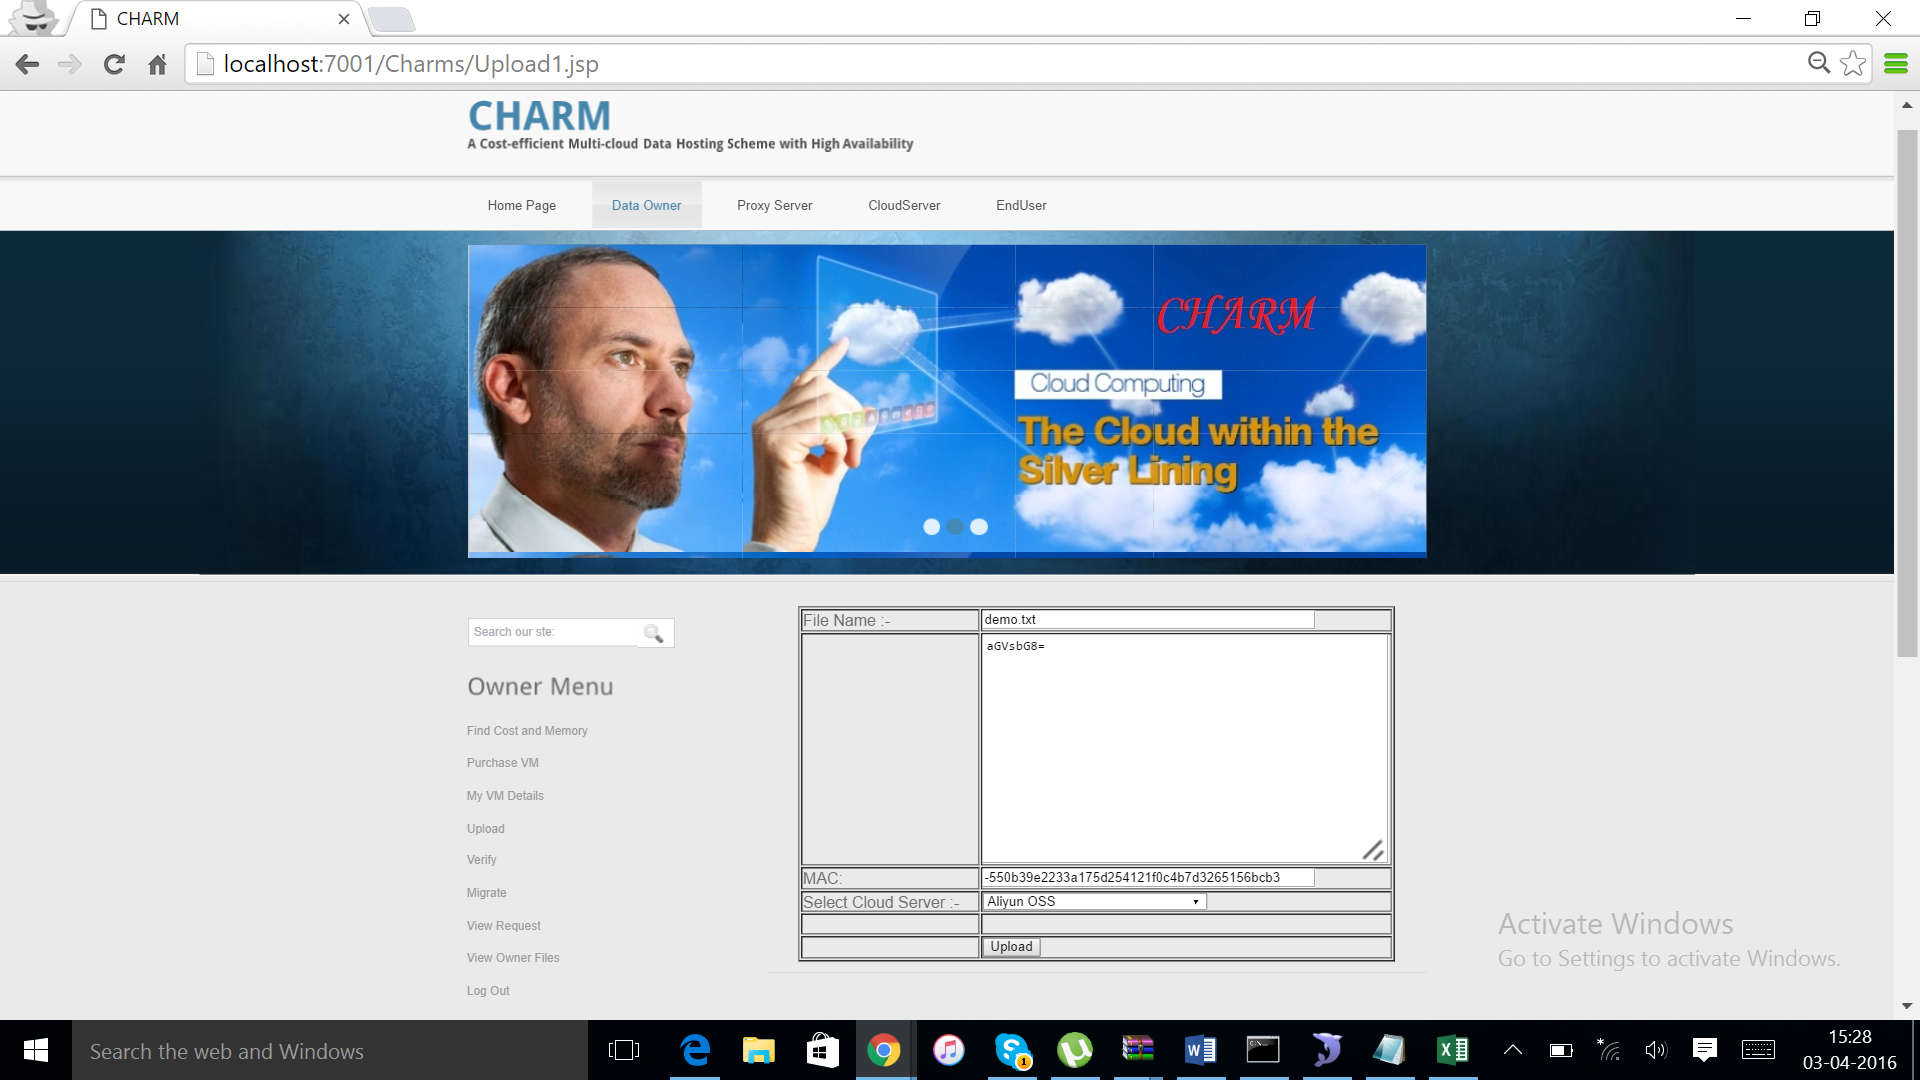 CHARM
localhost:7001/Charms/Upload1.jsp
CHARM
A Cost-efficient Multi-cloud Data Hosting Scheme with High Availability
Home Page Data Owner Proxy Server CloudServer EndUser
CHARM
Cloud Computing
The Cloud within the
Silver Lining
Search our ste:
Owner Menu
Find Cost and Memory
Purchase VM
My VM Details
Upload
Verify
Migrate
View Request
View Owner Files
Log Out
File Name :- demo.txt
aGVsbG8=
MAC: -550b39e2233a175d254121f0c4b7d3265156bcb3
Select Cloud Server :- Aliyun OSS
Upload
Activate Windows
Go to Settings to activate Windows.
Search the web and Windows
1
15:28
03-04-2016